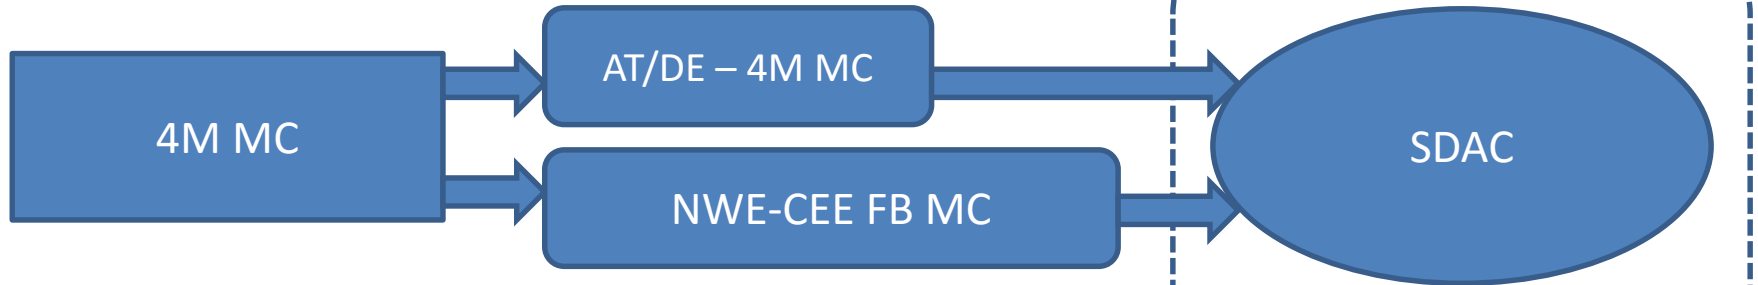 4M MC
AT/DE – 4M MC
NWE-CEE FB MC
SDAC